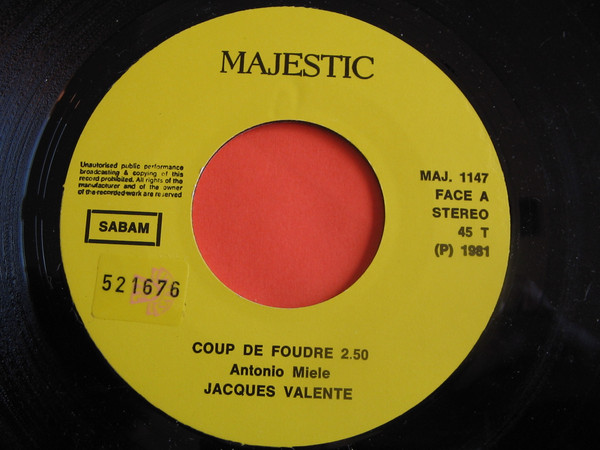 MAJESTIC
Unautorised public performance
broadcasting & copying of this
record prohibited. All rights of the
manufacturer and of the owner
of the recorded work are reserved
SABAM
521676
MAJ. 1147
FACE A
STEREO
45 T
(P) 1981
COUP DE FOUDRE 2.50
Antonio Miele
JACQUES VALENTE